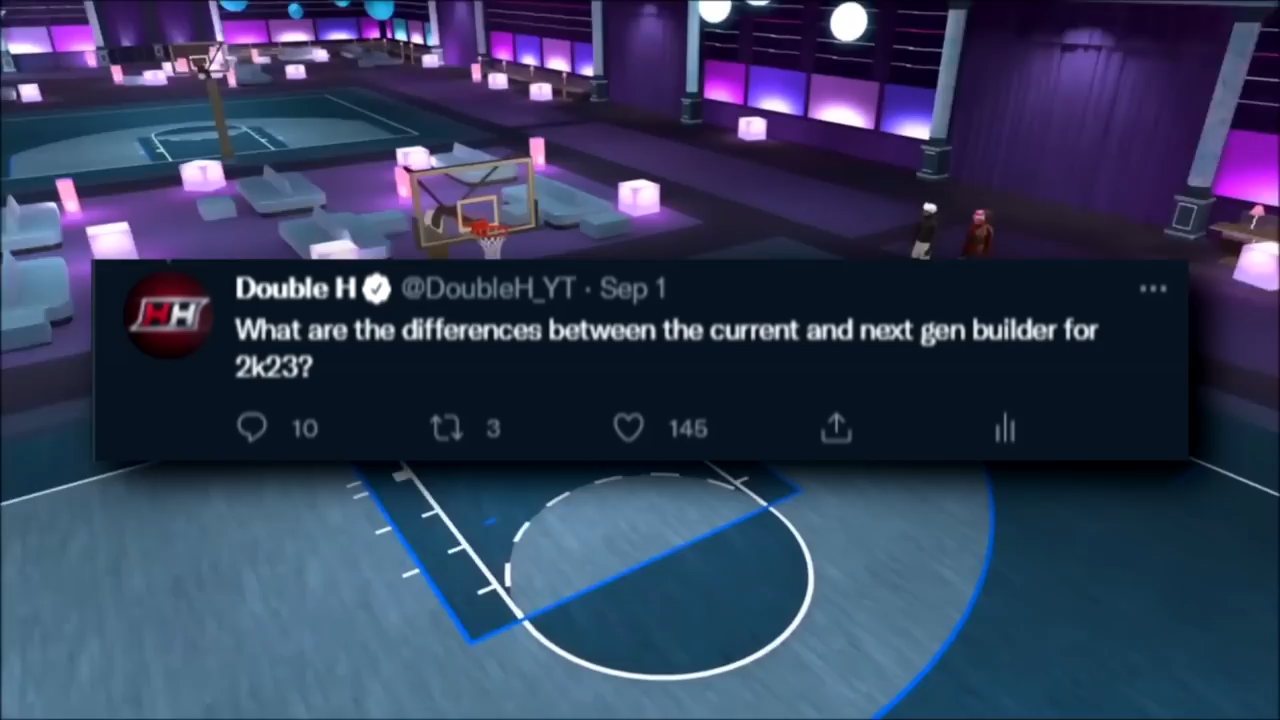 HH
Double H @DoubleH_YT · Sep 1
What are the differences between the current and next gen builder for
2k23?
10 3 145